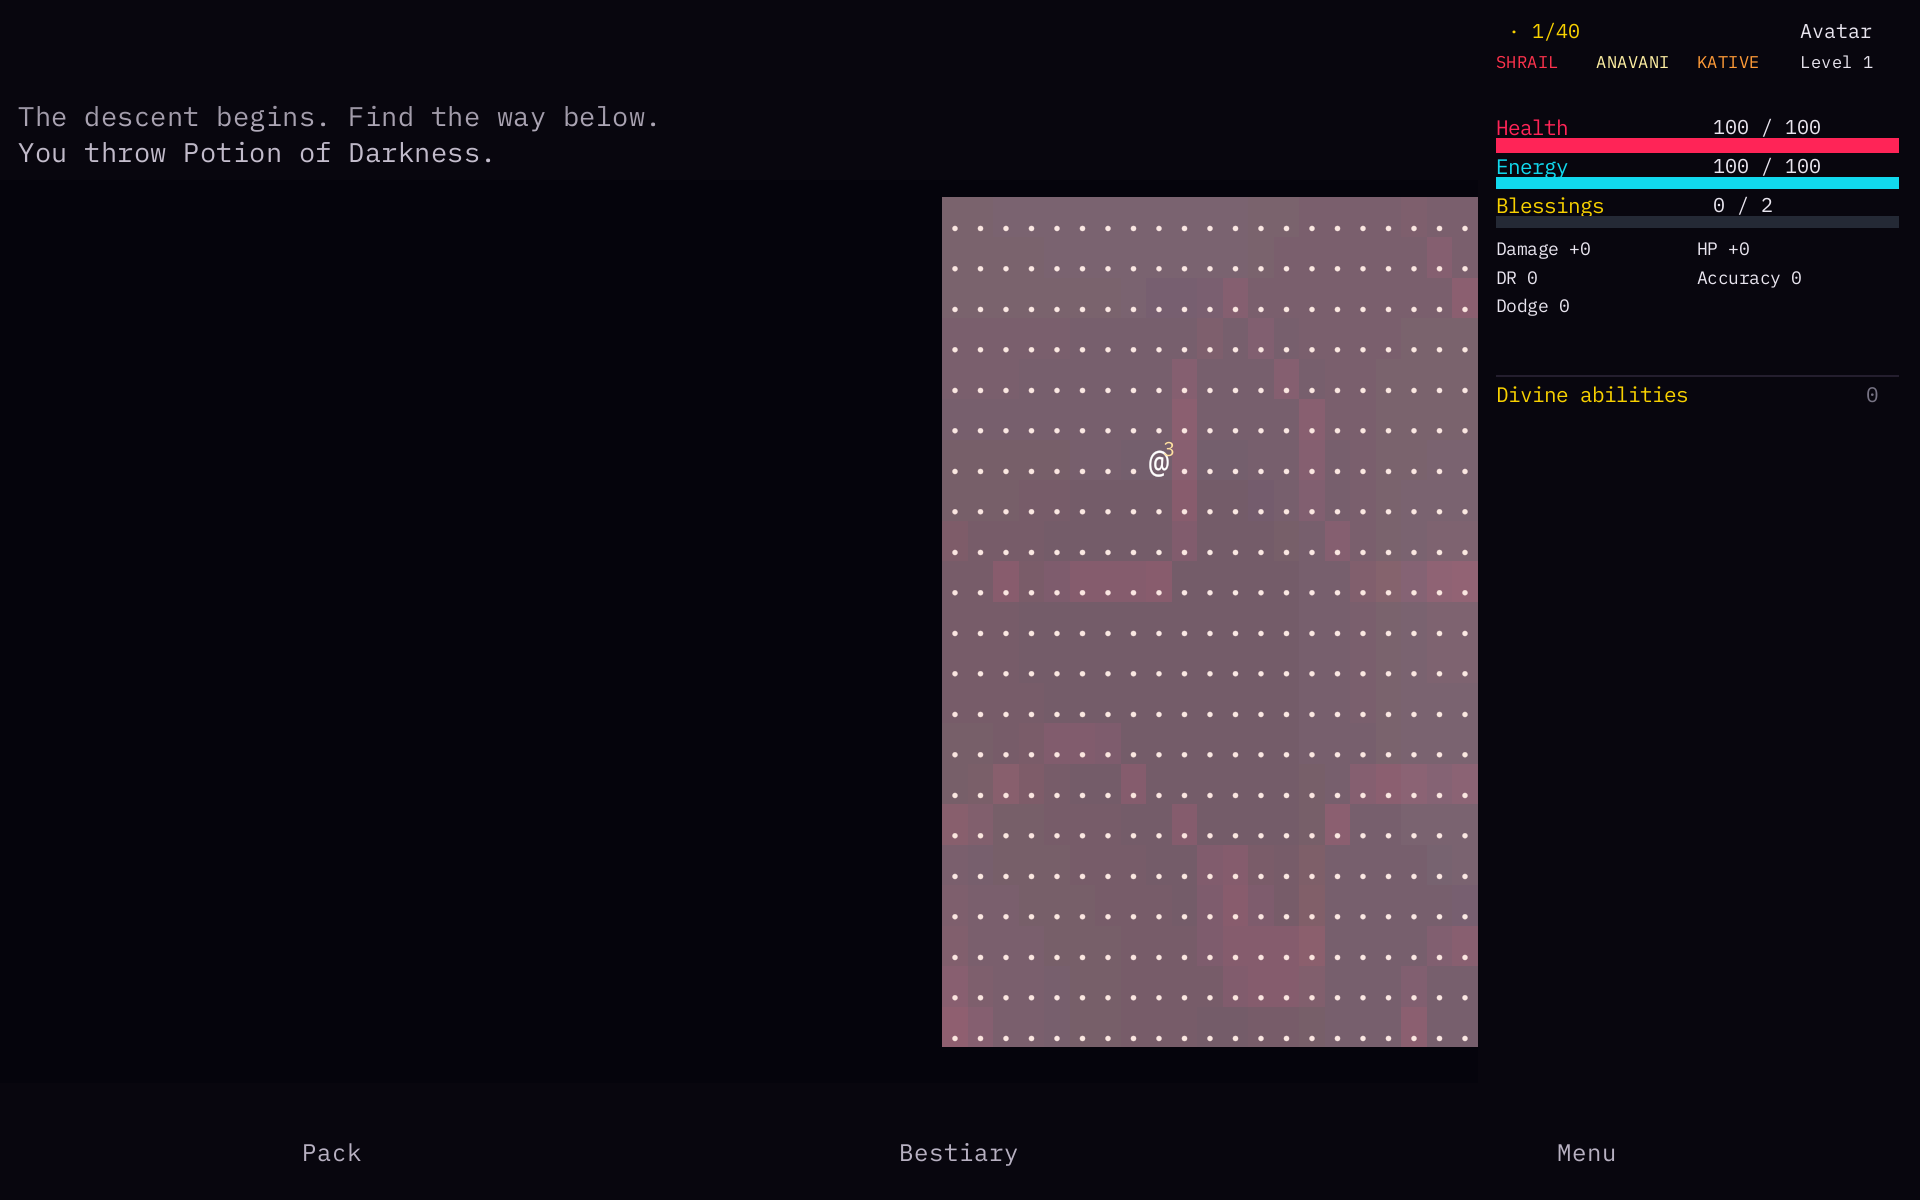 · 1/40 Avatar
SHRAIL ANAVANI KATIVE Level 1
The descent begins. Find the way below.
You throw Potion of Darkness.
Health 100 / 100
Energy 100 / 100
Blessings 0 / 2
Damage +0 HP +0
DR 0 Accuracy 0
Dodge 0
Divine abilities 0
@3
Pack Bestiary Menu